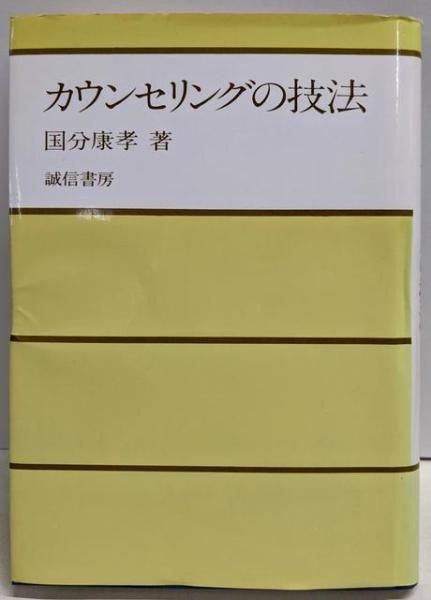 カウンセリングの技法
国分康孝 著
誠信書房